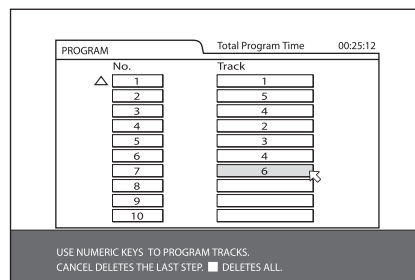 PROGRAM Total Program Time 00:25:12
No. Track
1 1
2 5
3 4
4 2
5 3
6 4
7 6
8
9
10
USE NUMERIC KEYS TO PROGRAM TRACKS.
CANCEL DELETES THE LAST STEP. ■ DELETES ALL.